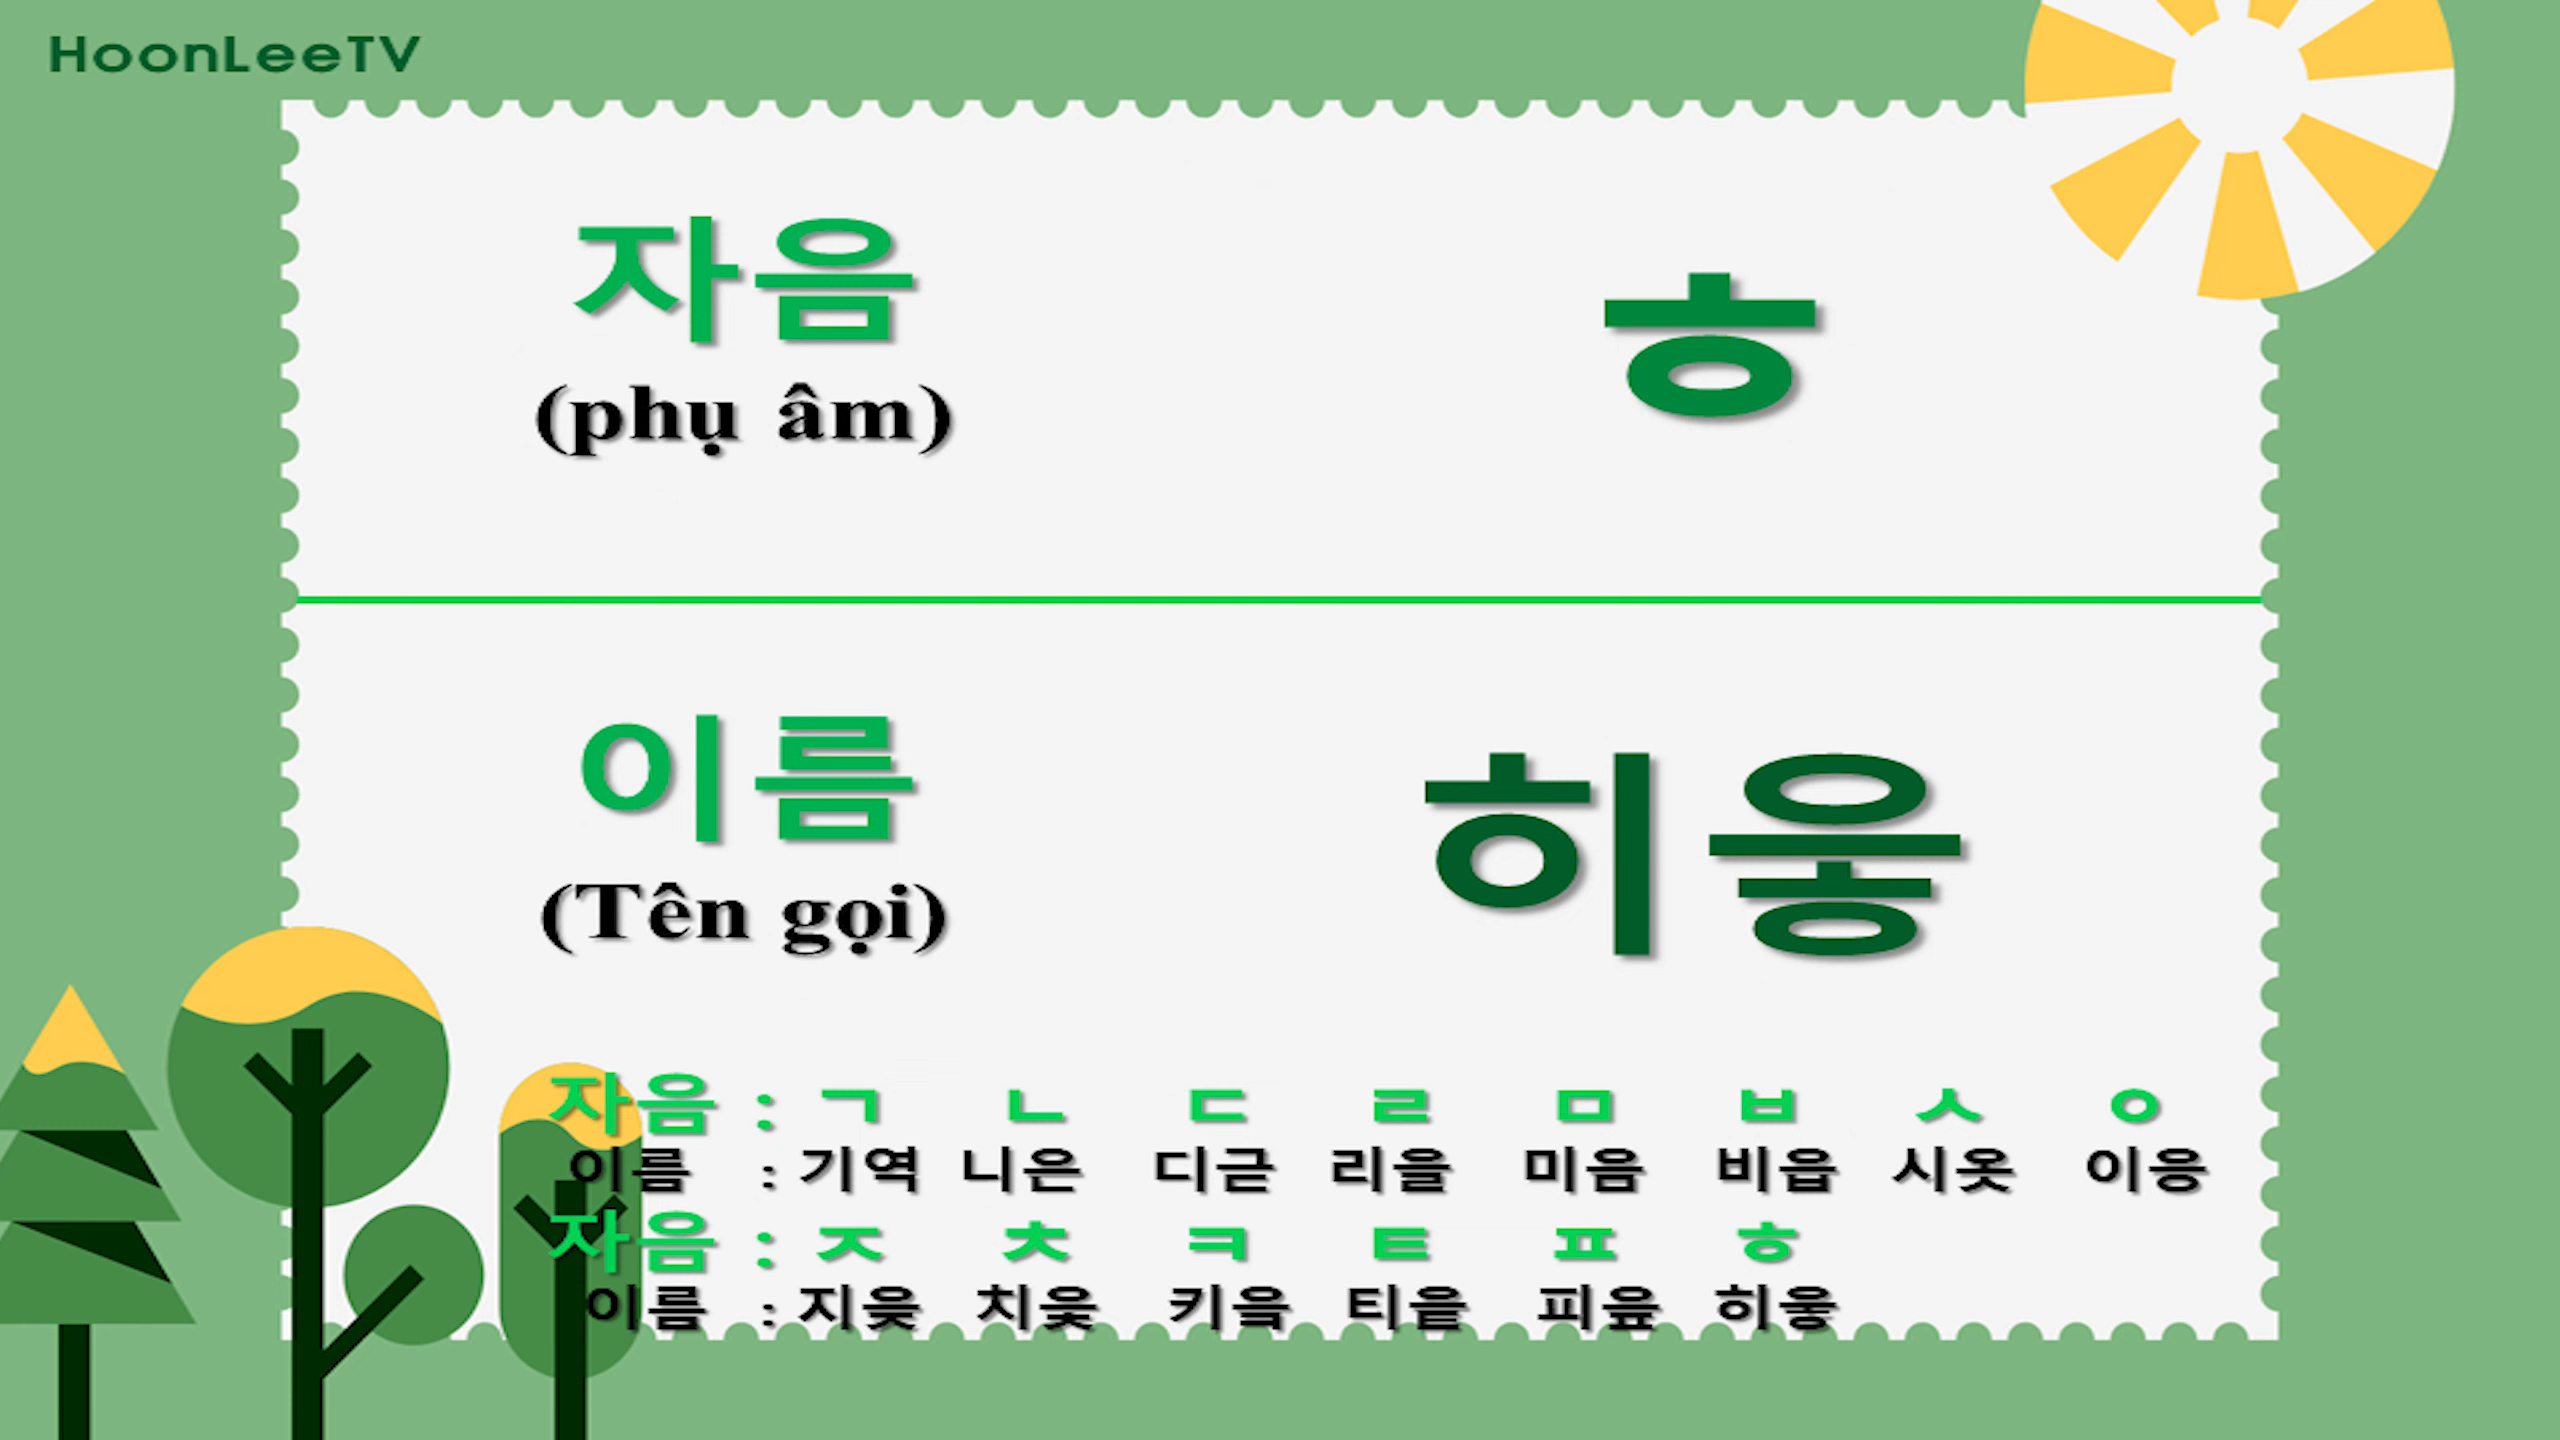 HoonLeeTV
자음
(phụ âm)
ㅎ
이름
(Tên gọi)
히읗
자음 : ㄱ ㄴ ㄷ ㄹ ㅁ ㅂ ㅅ ㅇ
이름 : 기역 니은 디귿 리을 미음 비읍 시옷 이응
자음 : ㅈ ㅊ ㅋ ㅌ ㅍ ㅎ
이름 : 지읒 치읓 키읔 티읕 피읖 히읗